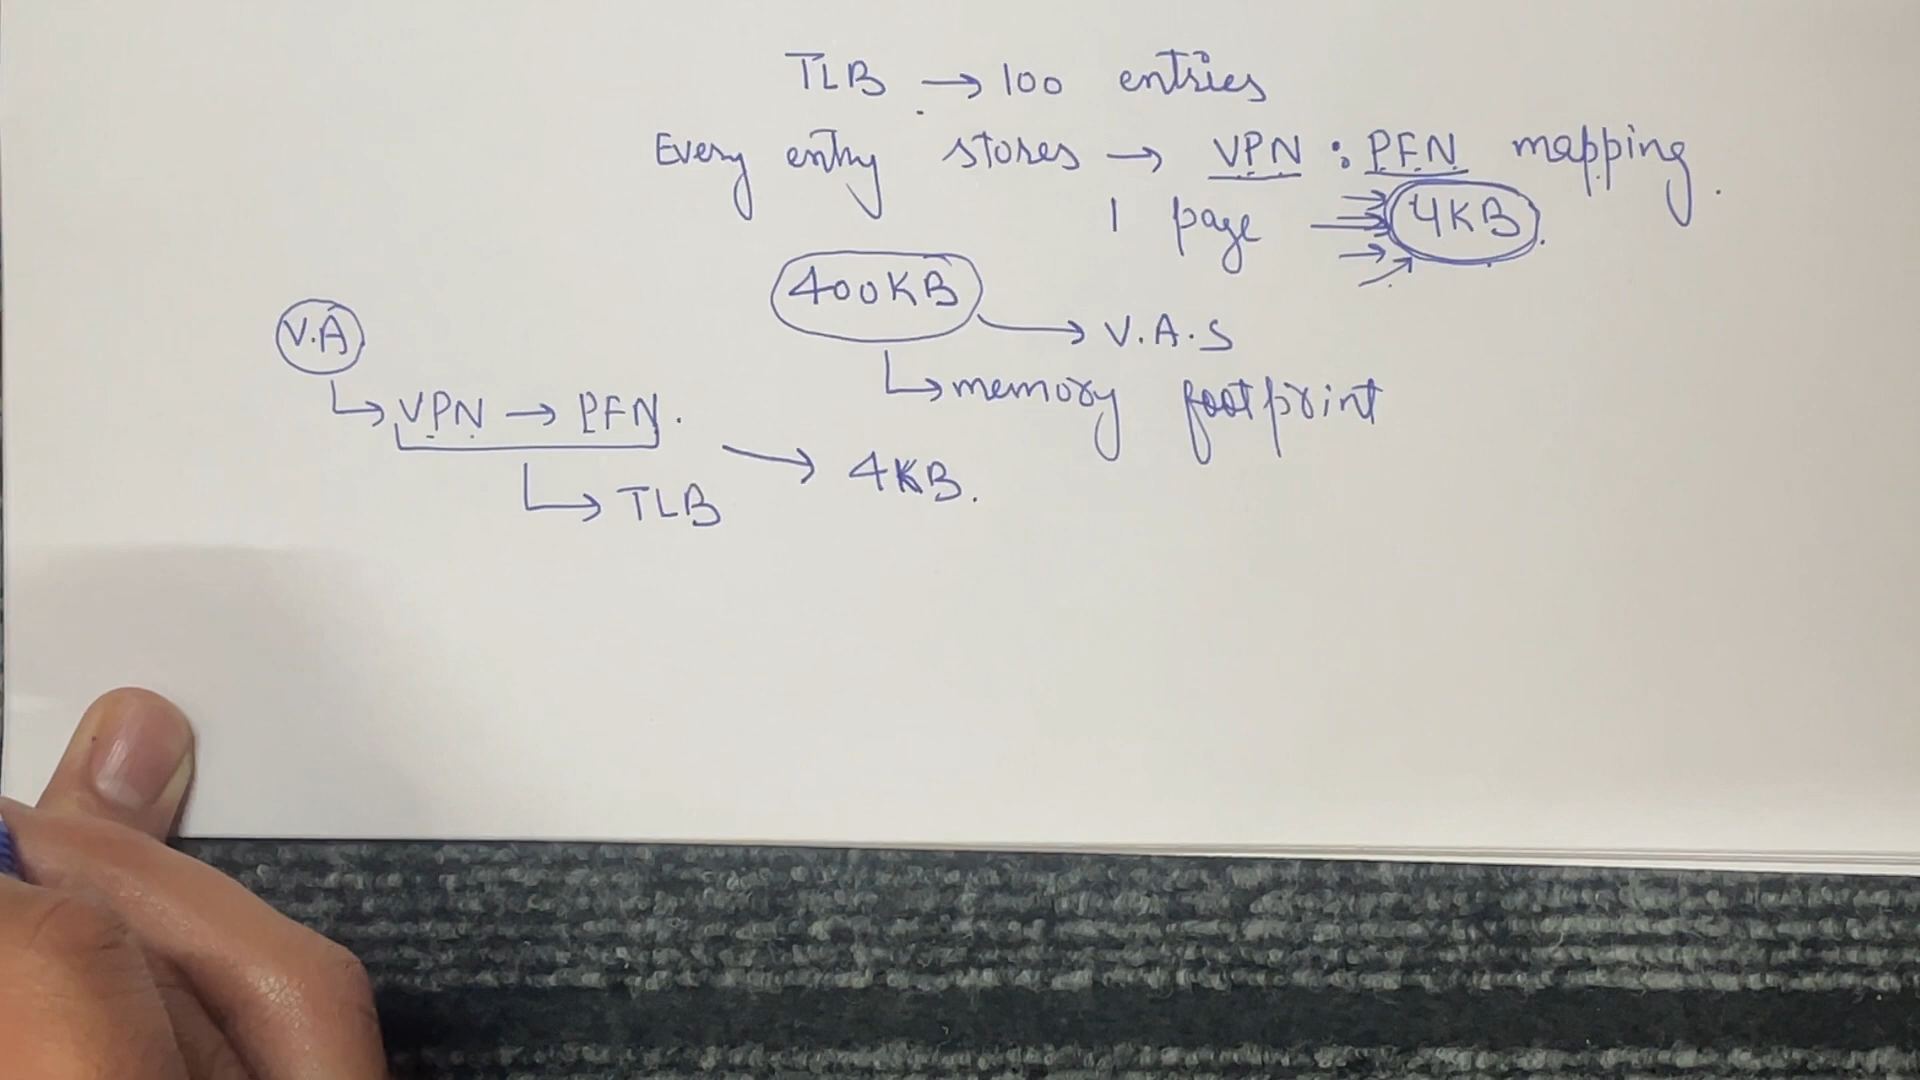 TLB → 100 entries
Every entry stores → VPN : PFN mapping.
1 page → 4KB.
400KB
→ V.A.S
→ memory footprint
V.A
→ VPN → PFN.
→ TLB
→ 4KB.